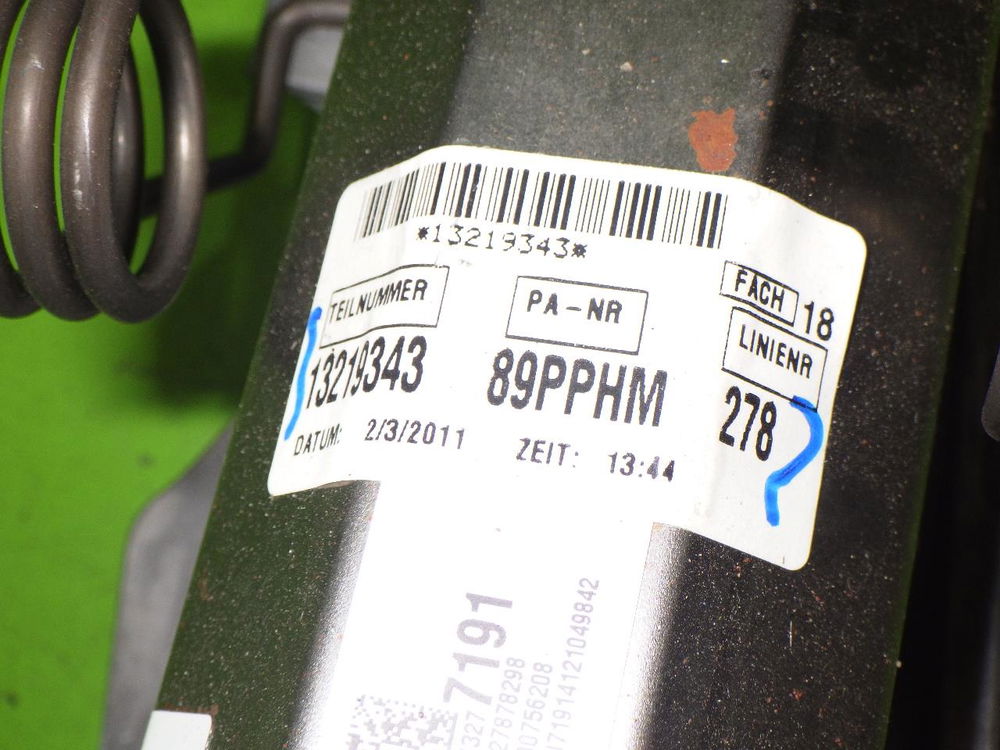 *13219343*
TEILNUMMER
PA-NR
FACH 18
LINIENR
13219343
89PPHM
278
DATUM: 2/3/2011
ZEIT: 13:44
7191